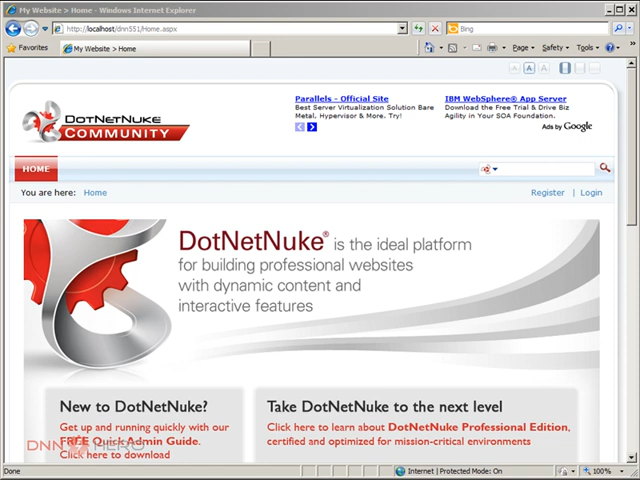 My Website > Home - Windows Internet Explorer
http://localhost/dnn551/Home.aspx
Bing
Favorites
My Website > Home
Page
Safety
Tools
A A A
DOTNETNUKE
COMMUNITY
Parallels - Official Site
Best Server Virtualization Solution Bare
Metal, Hypervisor & More. Try!
IBM WebSphere® App Server
Download the Free Trial & Drive Biz
Agility in Your SOA Foundation.
Ads by Google
HOME
You are here: Home
Register | Login
DotNetNuke® is the ideal platform
for building professional websites
with dynamic content and
interactive features
New to DotNetNuke?
Get up and running quickly with our
FREE Quick Admin Guide.
Click here to download
Take DotNetNuke to the next level
Click here to learn about DotNetNuke Professional Edition,
certified and optimized for mission-critical environments
DNN HERO
Done
Internet | Protected Mode: On
100%